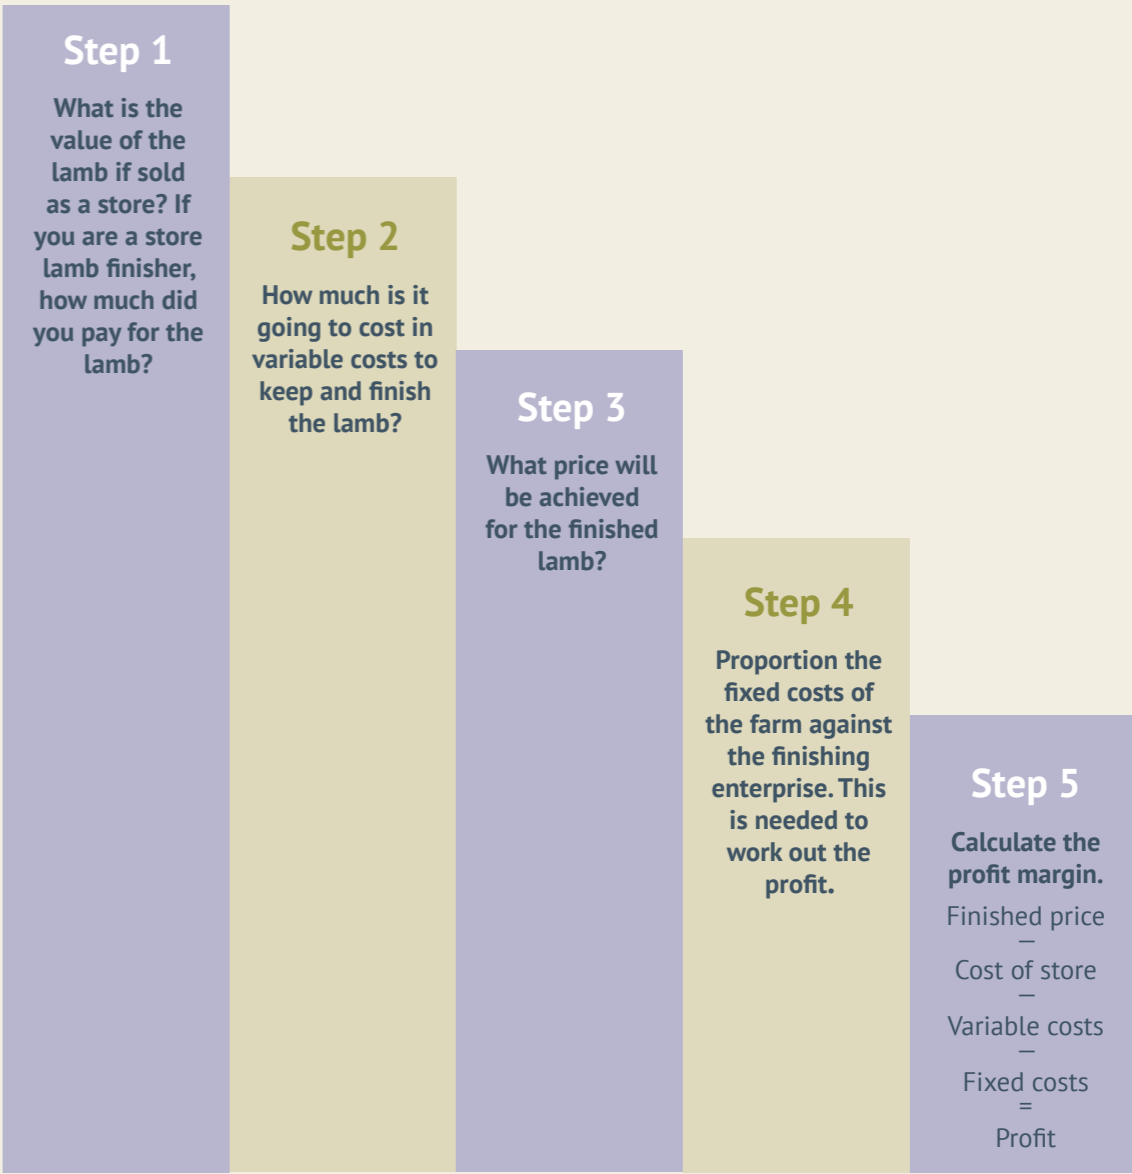 Step 1
What is the
value of the
lamb if sold
as a store? If
you are a store
lamb finisher,
how much did
you pay for the
lamb?
Step 2
How much is it
going to cost in
variable costs to
keep and finish
the lamb?
Step 3
What price will
be achieved
for the finished
lamb?
Step 4
Proportion the
fixed costs of
the farm against
the finishing
enterprise. This
is needed to
work out the
profit.
Step 5
Calculate the
profit margin.
Finished price
–
Cost of store
–
Variable costs
–
Fixed costs
=
Profit